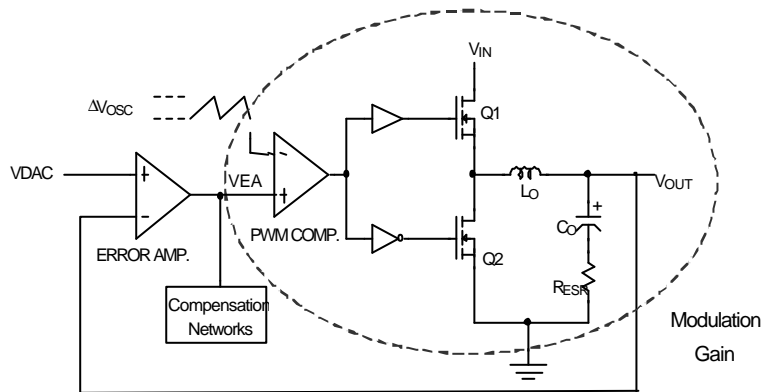 VIN
ΔVOSC
Q1
VDAC
+
-
-
+
VEA
LO
VOUT
ERROR AMP.
PWM COMP.
+
CO
Q2
RESR
Compensation
Networks
Modulation
Gain